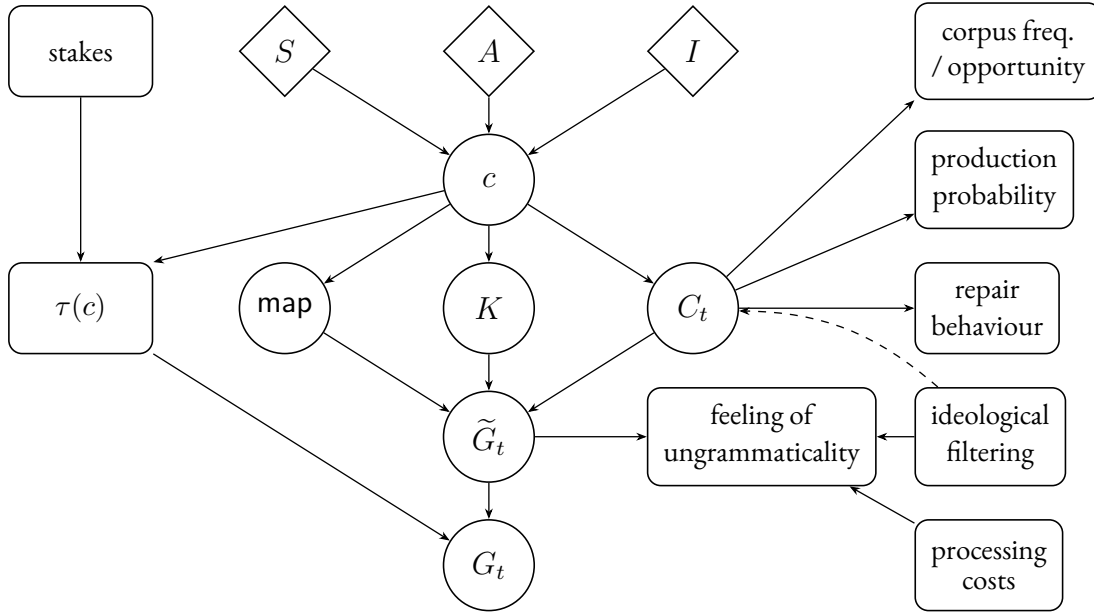 stakes
S
A
I
corpus freq.
/ opportunity
c
production
probability
τ(c)
map
K
C_t
repair
behaviour
G̃_t
feeling of
ungrammaticality
ideological
filtering
G_t
processing
costs